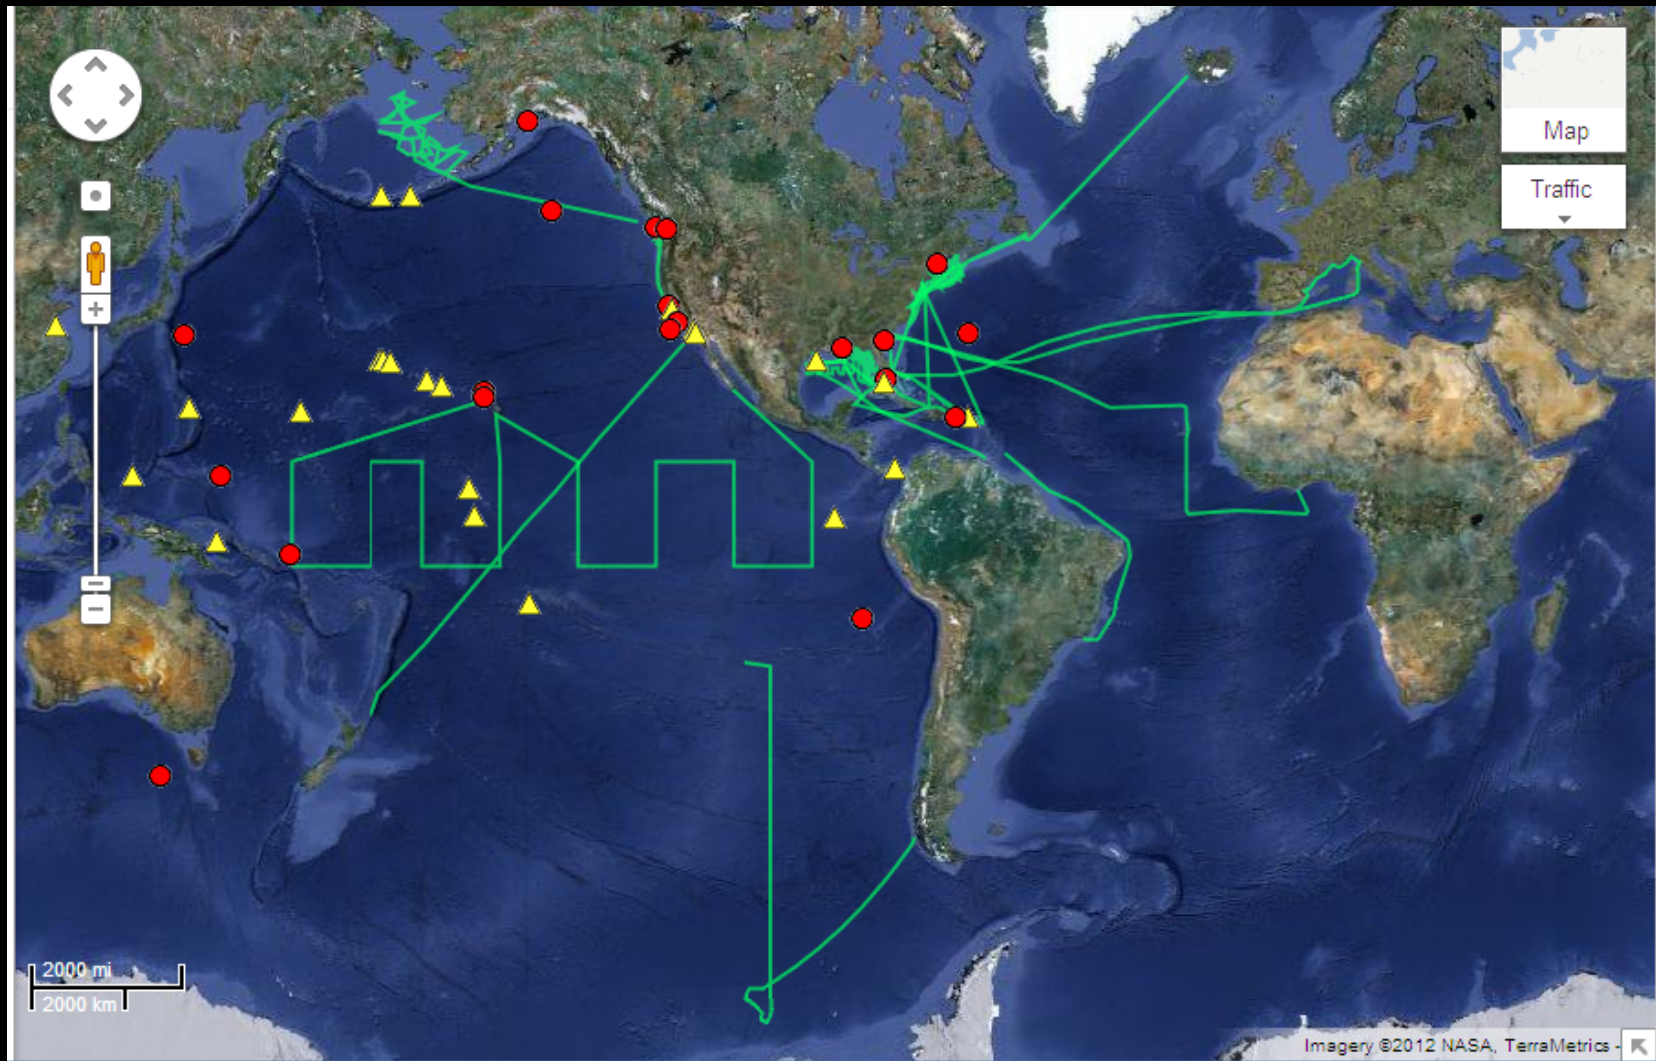 Map
Traffic
+
2000 mi
2000 km
Imagery ©2012 NASA, TerraMetrics -